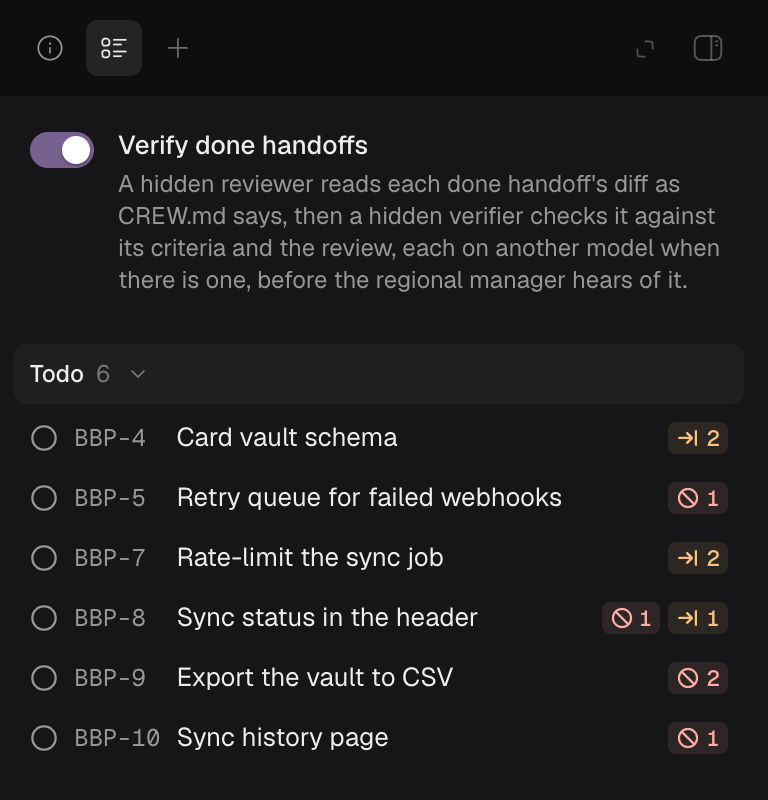 Verify done handoffs
A hidden reviewer reads each done handoff's diff as
CREW.md says, then a hidden verifier checks it against
its criteria and the review, each on another model when
there is one, before the regional manager hears of it.
Todo 6
BBP-4 Card vault schema 2
BBP-5 Retry queue for failed webhooks 1
BBP-7 Rate-limit the sync job 2
BBP-8 Sync status in the header 1 1
BBP-9 Export the vault to CSV 2
BBP-10 Sync history page 1